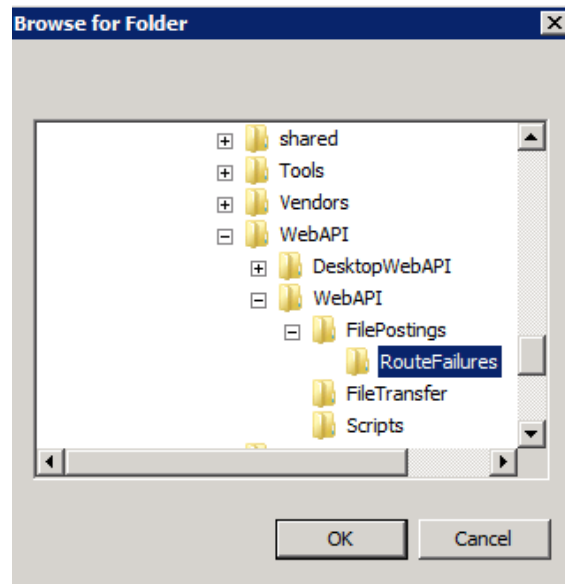 Browse for Folder
shared
Tools
Vendors
WebAPI
DesktopWebAPI
WebAPI
FilePostings
RouteFailures
FileTransfer
Scripts
OK
Cancel